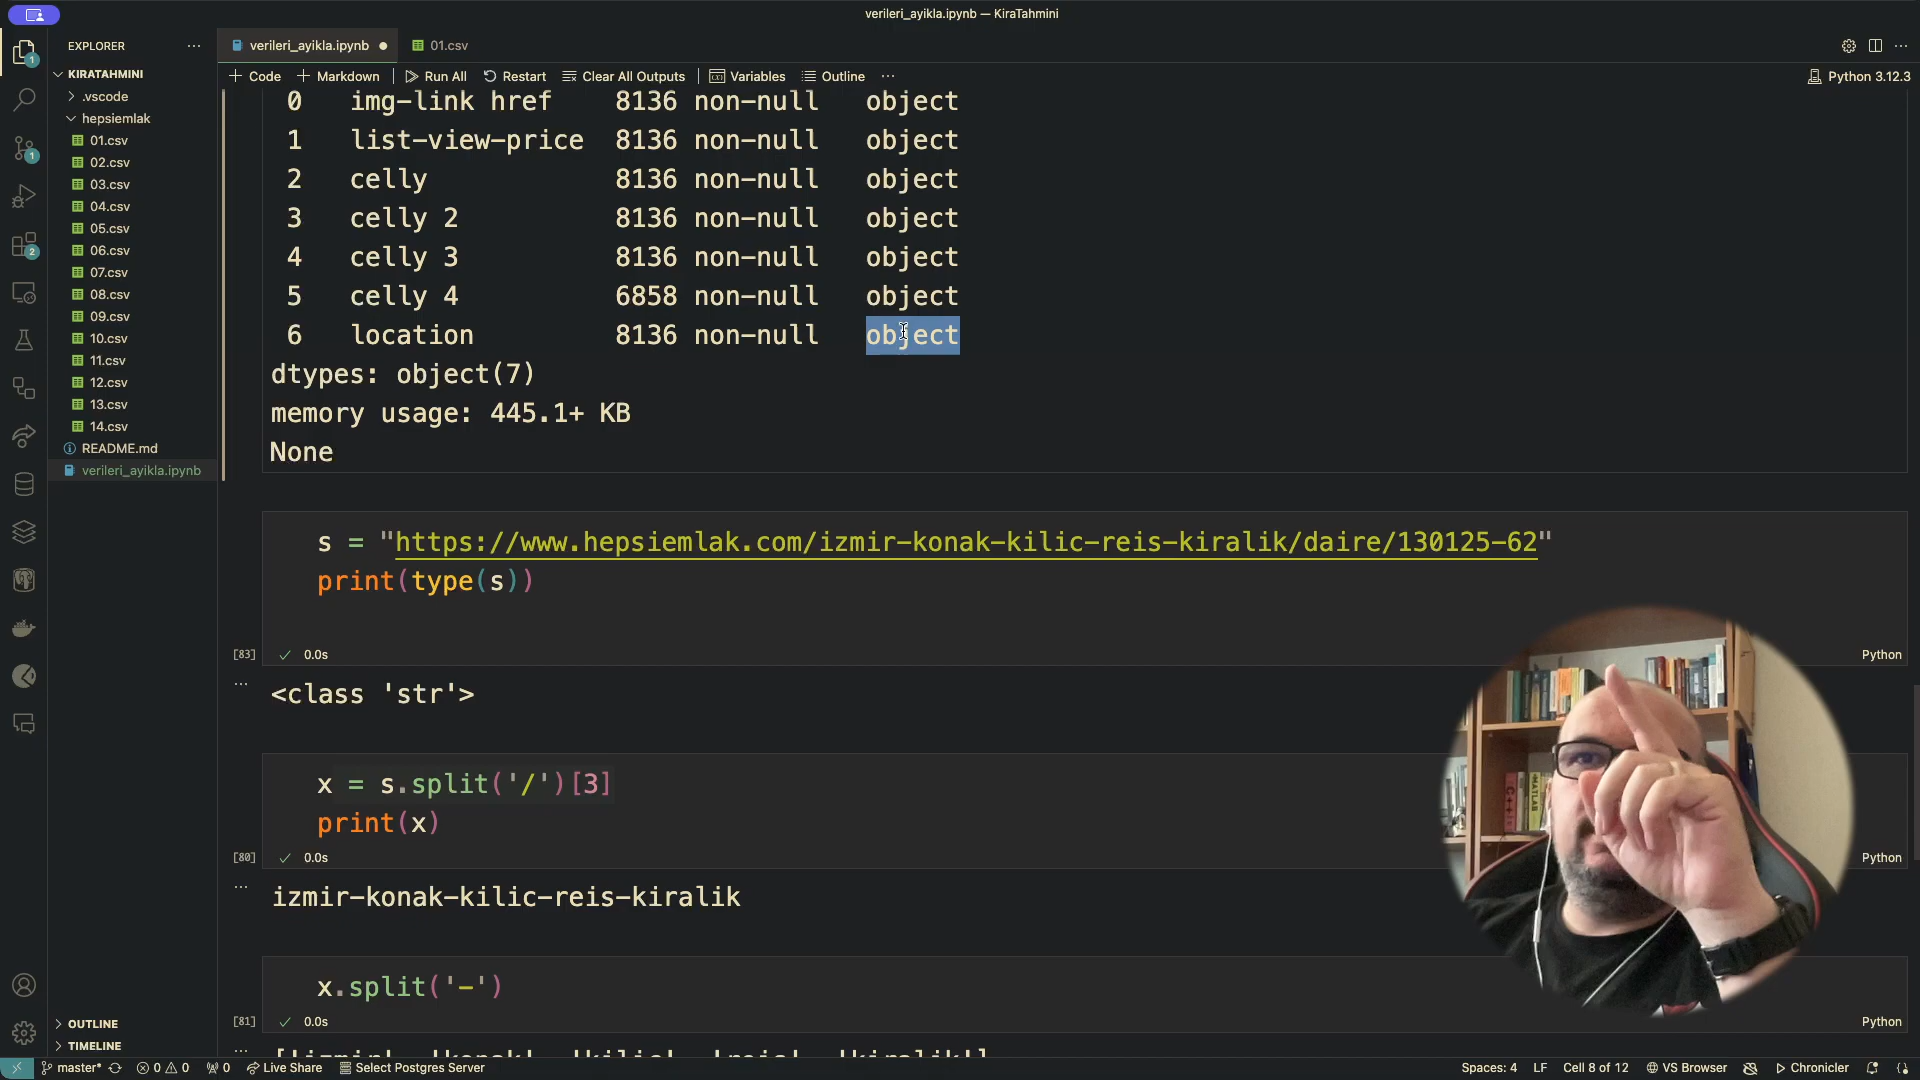 verileri_ayikla.ipynb — KiraTahmini
EXPLORER
verileri_ayikla.ipynb
01.csv
KIRATAHMINI
Code
Markdown
Run All
Restart
Clear All Outputs
Variables
Outline
Python 3.12.3
.vscode
hepsiemlak
01.csv
02.csv
03.csv
04.csv
05.csv
06.csv
07.csv
08.csv
09.csv
10.csv
11.csv
12.csv
13.csv
14.csv
README.md
verileri_ayikla.ipynb
OUTLINE
TIMELINE
1
1
2
0 img-link href 8136 non-null object
1 list-view-price 8136 non-null object
2 celly 8136 non-null object
3 celly 2 8136 non-null object
4 celly 3 8136 non-null object
5 celly 4 6858 non-null object
6 location 8136 non-null object
dtypes: object(7)
memory usage: 445.1+ KB
None
s = "https://www.hepsiemlak.com/izmir-konak-kilic-reis-kiralik/daire/130125-62"
print(type(s))
[83] 0.0s Python
<class 'str'>
x = s.split('/')[3]
print(x)
[80] 0.0s Python
izmir-konak-kilic-reis-kiralik
x.split('-')
[81] 0.0s Python
['izmir', 'konak', 'kilic', 'reis', 'kiralik']
C++
MATLAB
master* 0 0 0 Live Share Select Postgres Server Spaces: 4 LF Cell 8 of 12 VS Browser Chronicler